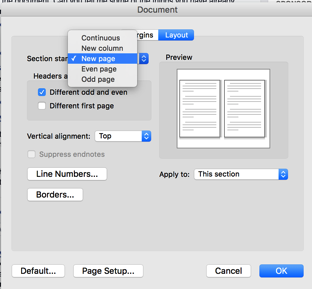 Document
Layout
Section
Continuous
New column
✓ New page
Even page
Odd page
Headers
Different odd and even
Different first page
Preview
Vertical alignment: Top
Suppress endnotes
Apply to: This section
Line Numbers...
Borders...
Default... Page Setup... Cancel OK